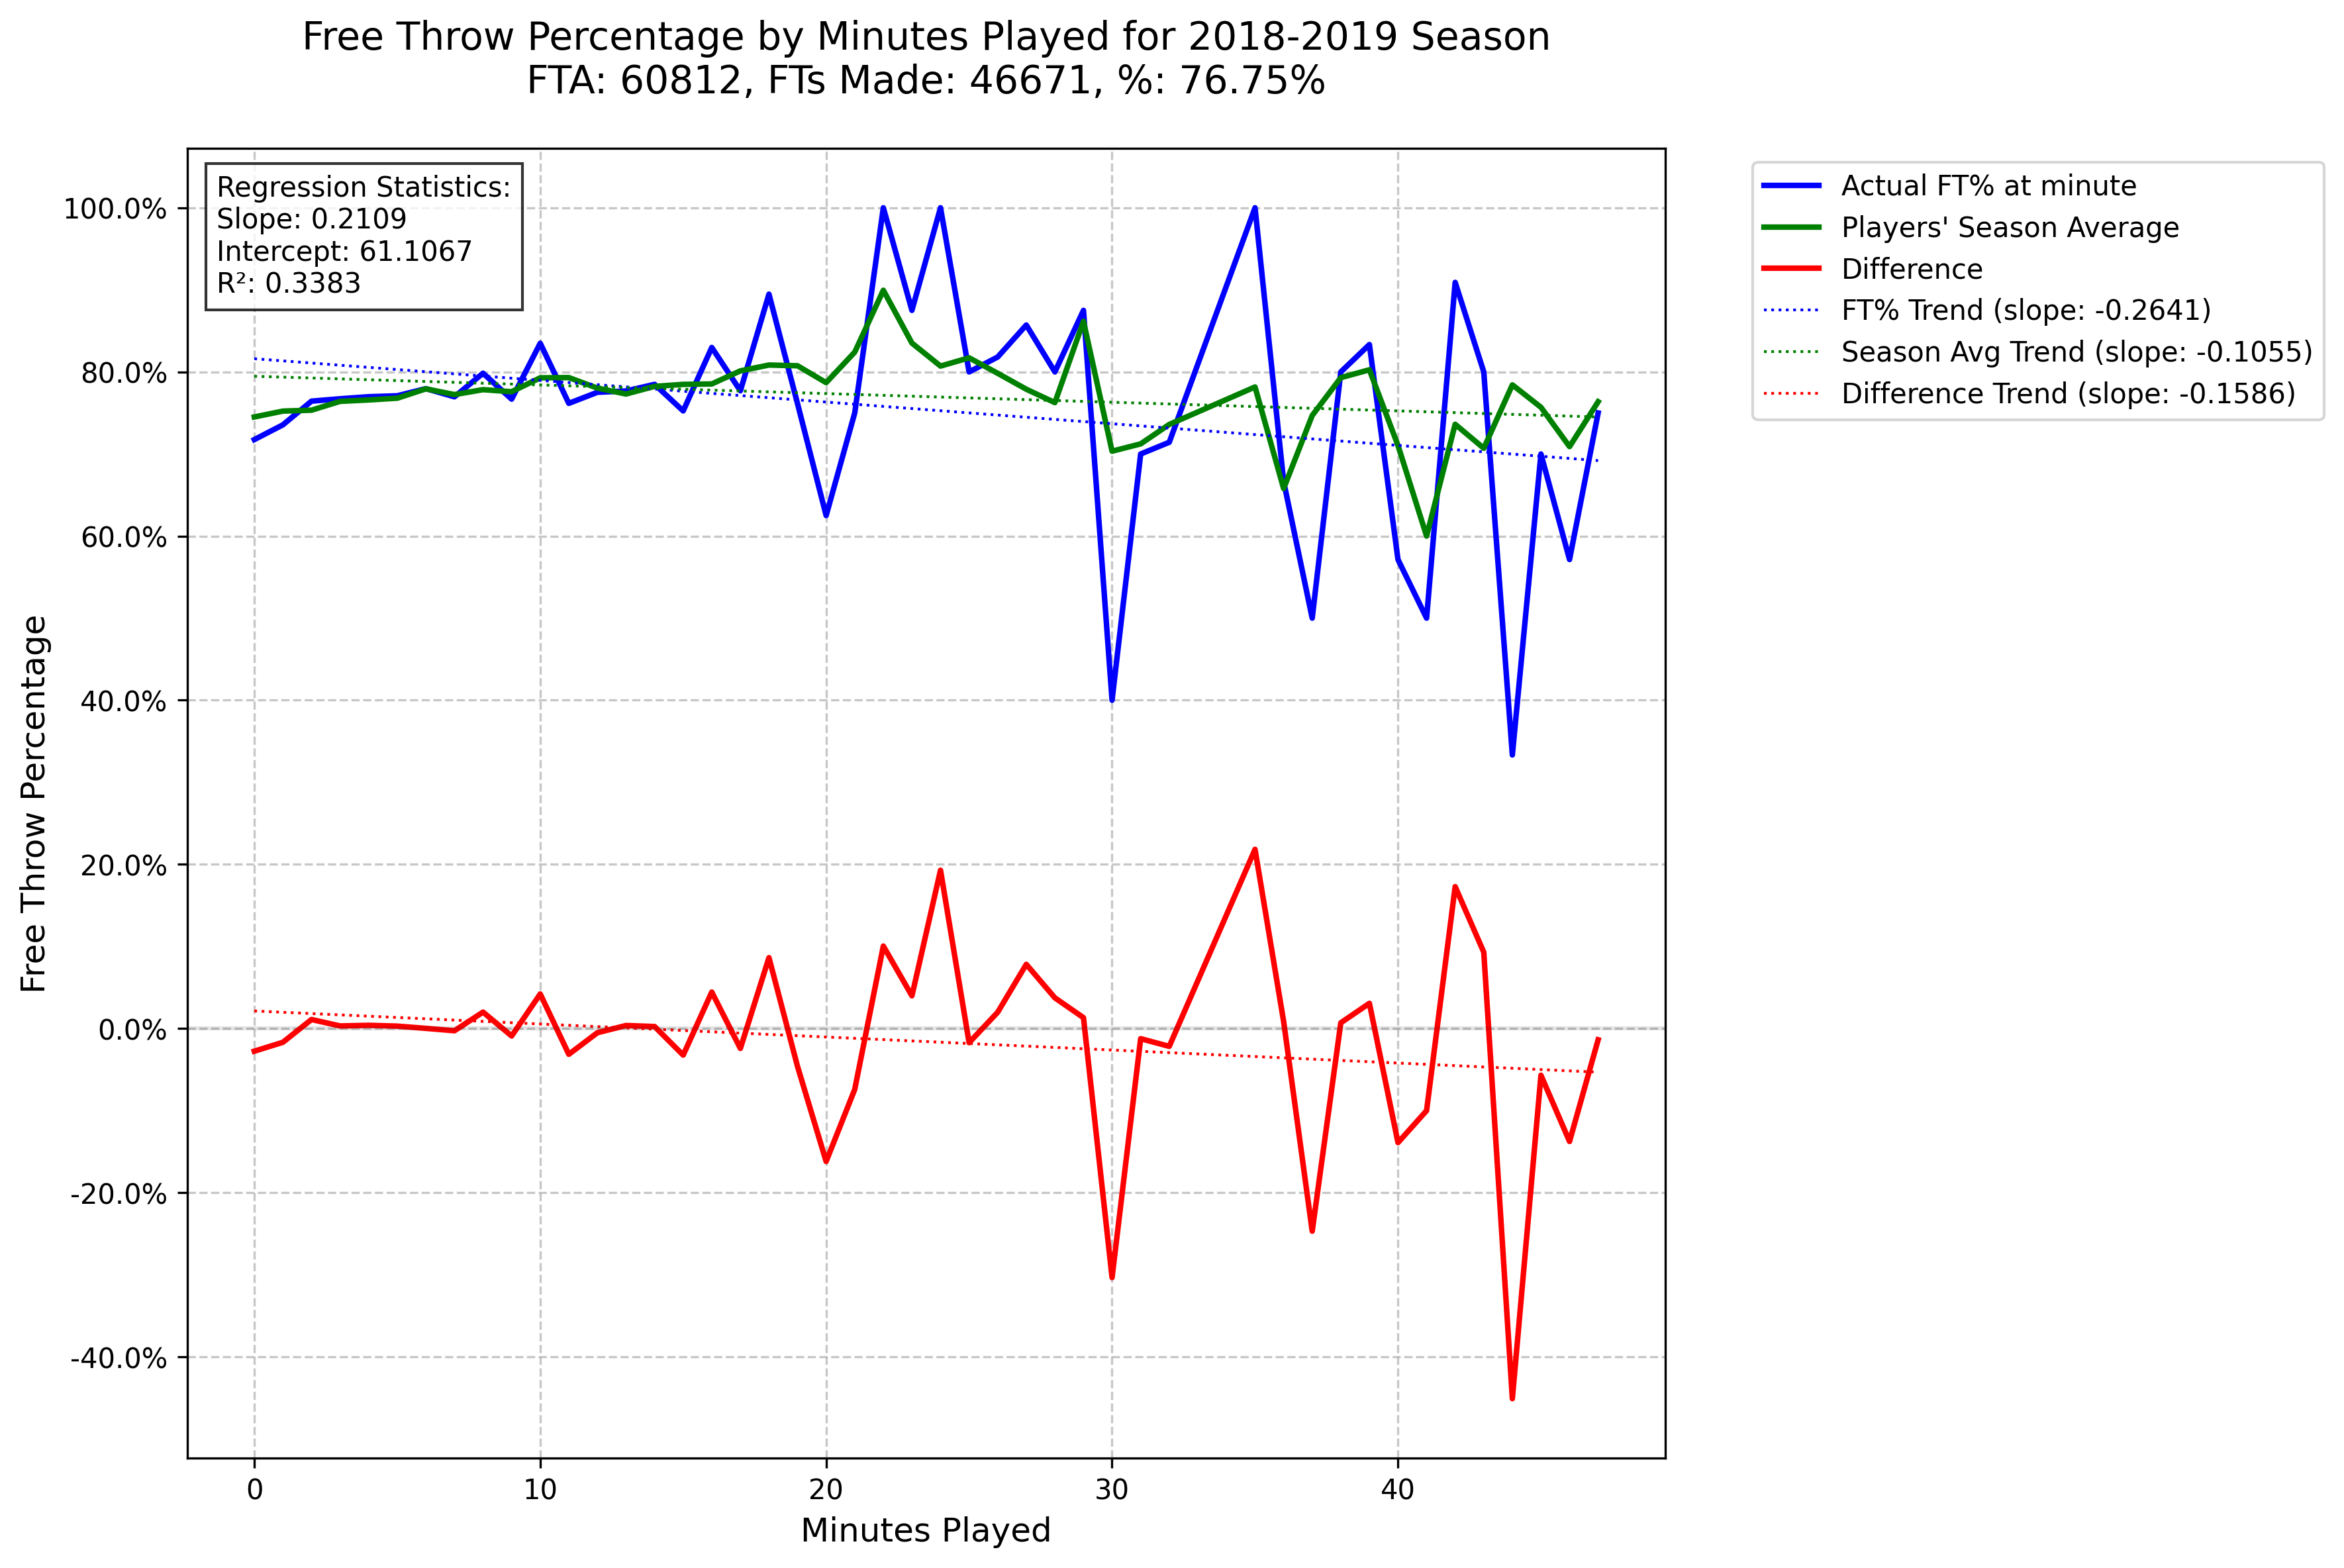 Free Throw Percentage by Minutes Played for 2018-2019 Season
FTA: 60812, FTs Made: 46671, %: 76.75%
Regression Statistics:
Slope: 0.2109
Intercept: 61.1067
R²: 0.3383
Actual FT% at minute
Players' Season Average
Difference
FT% Trend (slope: -0.2641)
Season Avg Trend (slope: -0.1055)
Difference Trend (slope: -0.1586)
Free Throw Percentage
100.0%
80.0%
60.0%
40.0%
20.0%
0.0%
-20.0%
-40.0%
0 10 20 30 40
Minutes Played